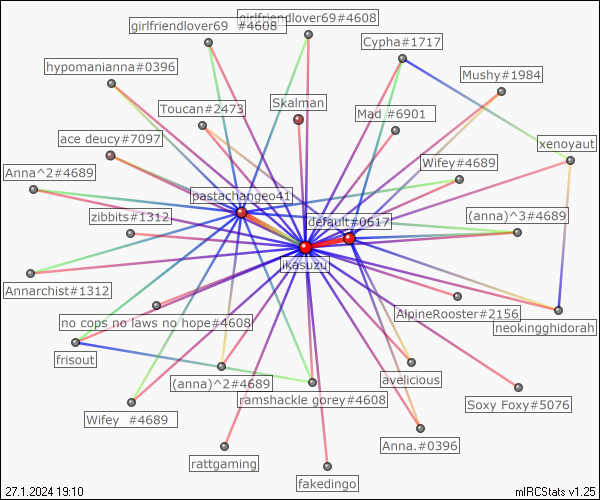 girlfriendlover69#4608
girlfriendlover69 #4608
Cypha#1717
hypomanianna#0396
Mushy#1984
Toucan#2473
Skalman
Mad #6901
ace deucy#7097
xenoyaut
Anna^2#4689
Wifey#4689
pastachangeo41
zibbits#1312
default#0617
(anna)^3#4689
ikasuzu
Annarchist#1312
AlpineRooster#2156
no cops no laws no hope#4608
neokingghidorah
frisout
(anna)^2#4689
avelicious
ramshackle gorey#4608
Soxy Foxy#5076
Wifey #4689
Anna.#0396
rattgaming
fakedingo
27.1.2024 19:10
mIRCStats v1.25